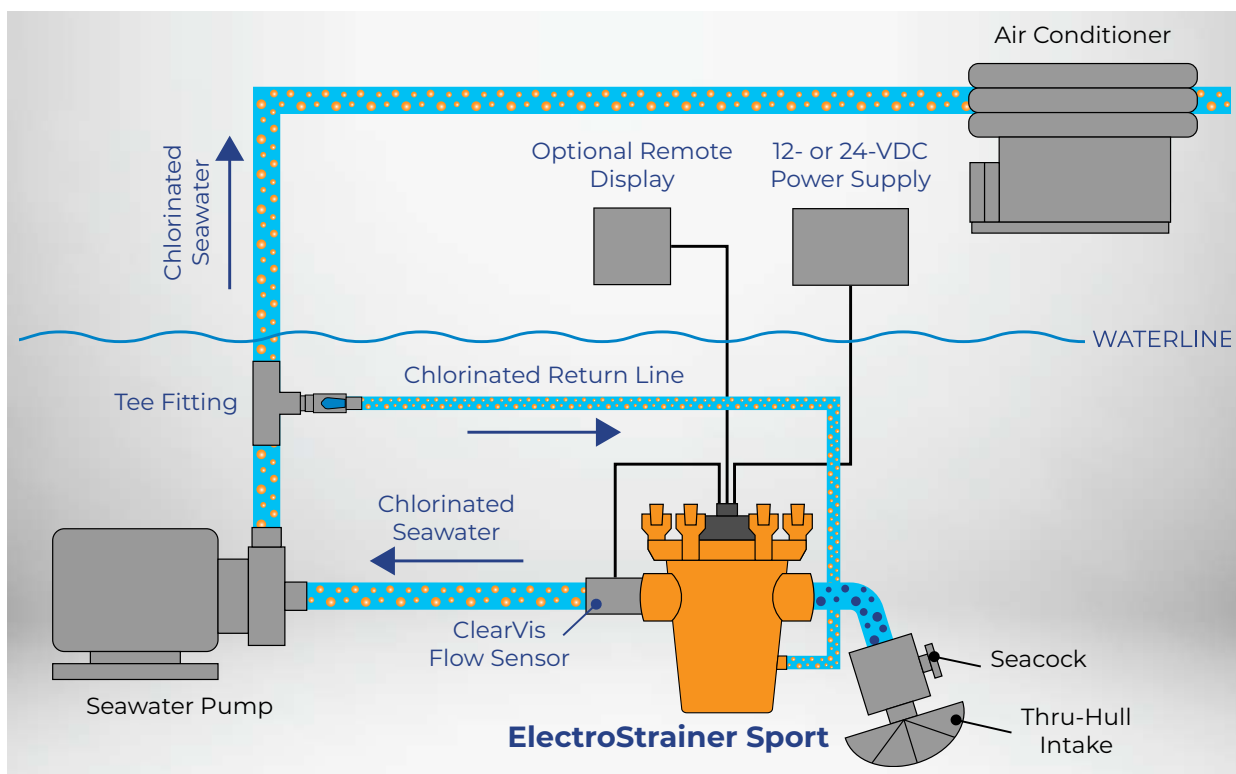 Air Conditioner
Optional Remote
Display
12- or 24-VDC
Power Supply
Chlorinated
Seawater
WATERLINE
Chlorinated Return Line
Tee Fitting
Chlorinated
Seawater
ClearVis
Flow Sensor
Seacock
Seawater Pump
Thru-Hull
Intake
ElectroStrainer Sport